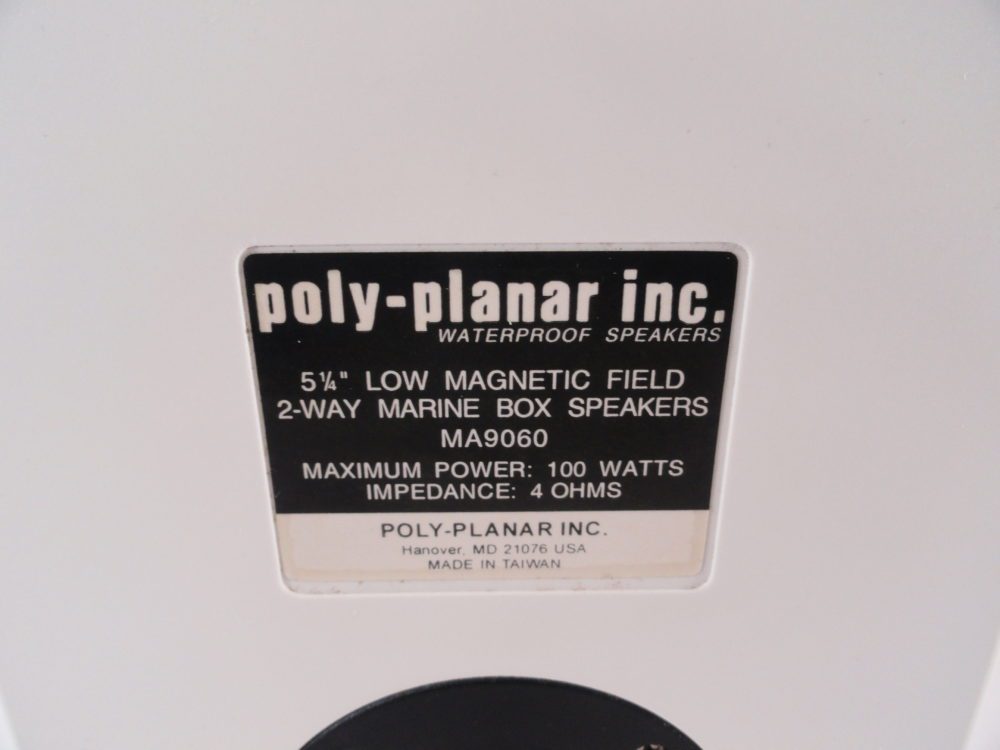 poly-planar inc.
WATERPROOF SPEAKERS
5¼" LOW MAGNETIC FIELD
2-WAY MARINE BOX SPEAKERS
MA9060
MAXIMUM POWER: 100 WATTS
IMPEDANCE: 4 OHMS
POLY-PLANAR INC.
Hanover, MD 21076 USA
MADE IN TAIWAN